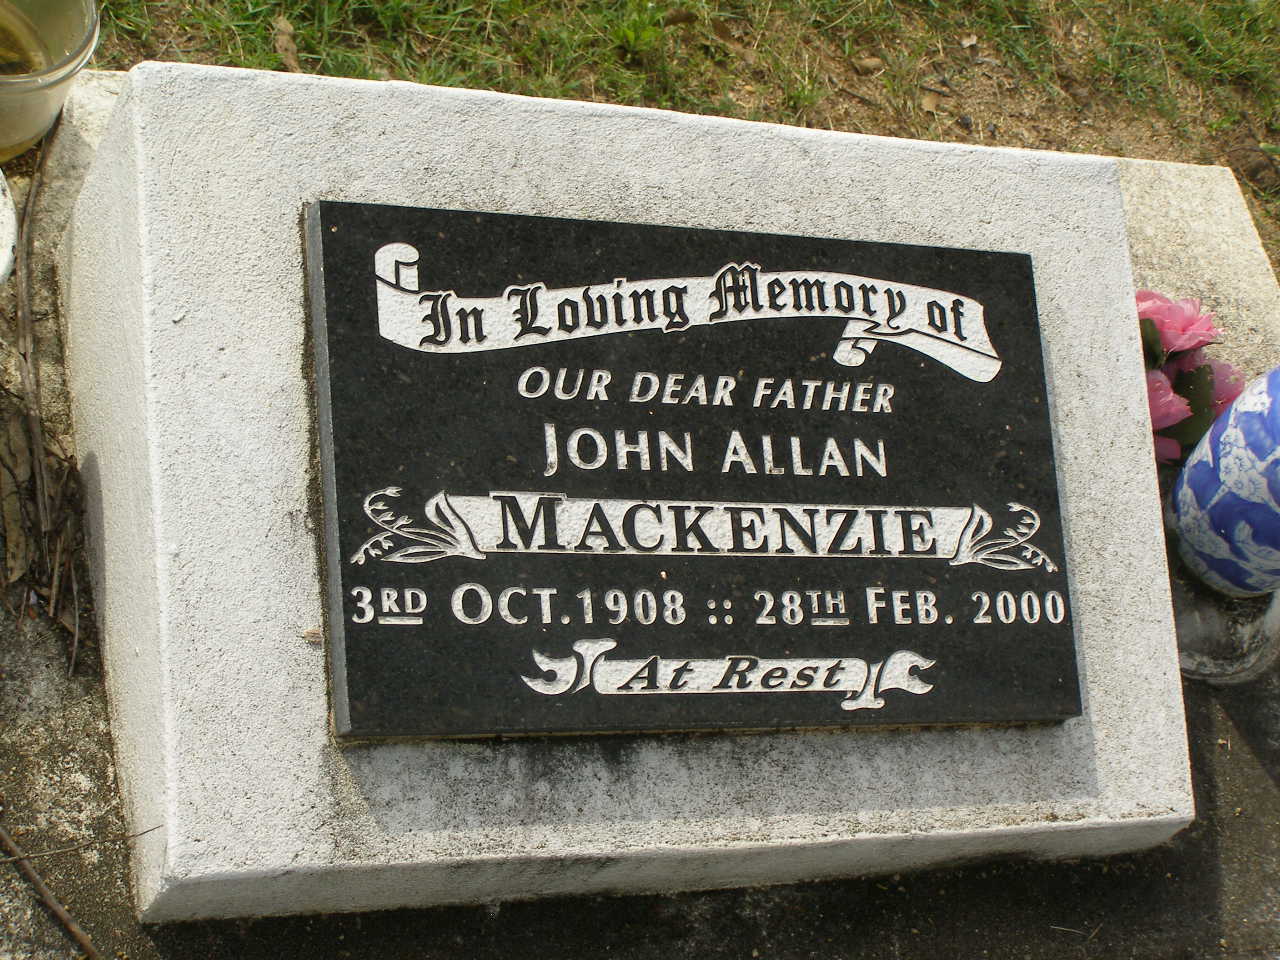 In Loving Memory of
OUR DEAR FATHER
JOHN ALLAN
MACKENZIE
3RD OCT. 1908 :: 28TH FEB. 2000
At Rest